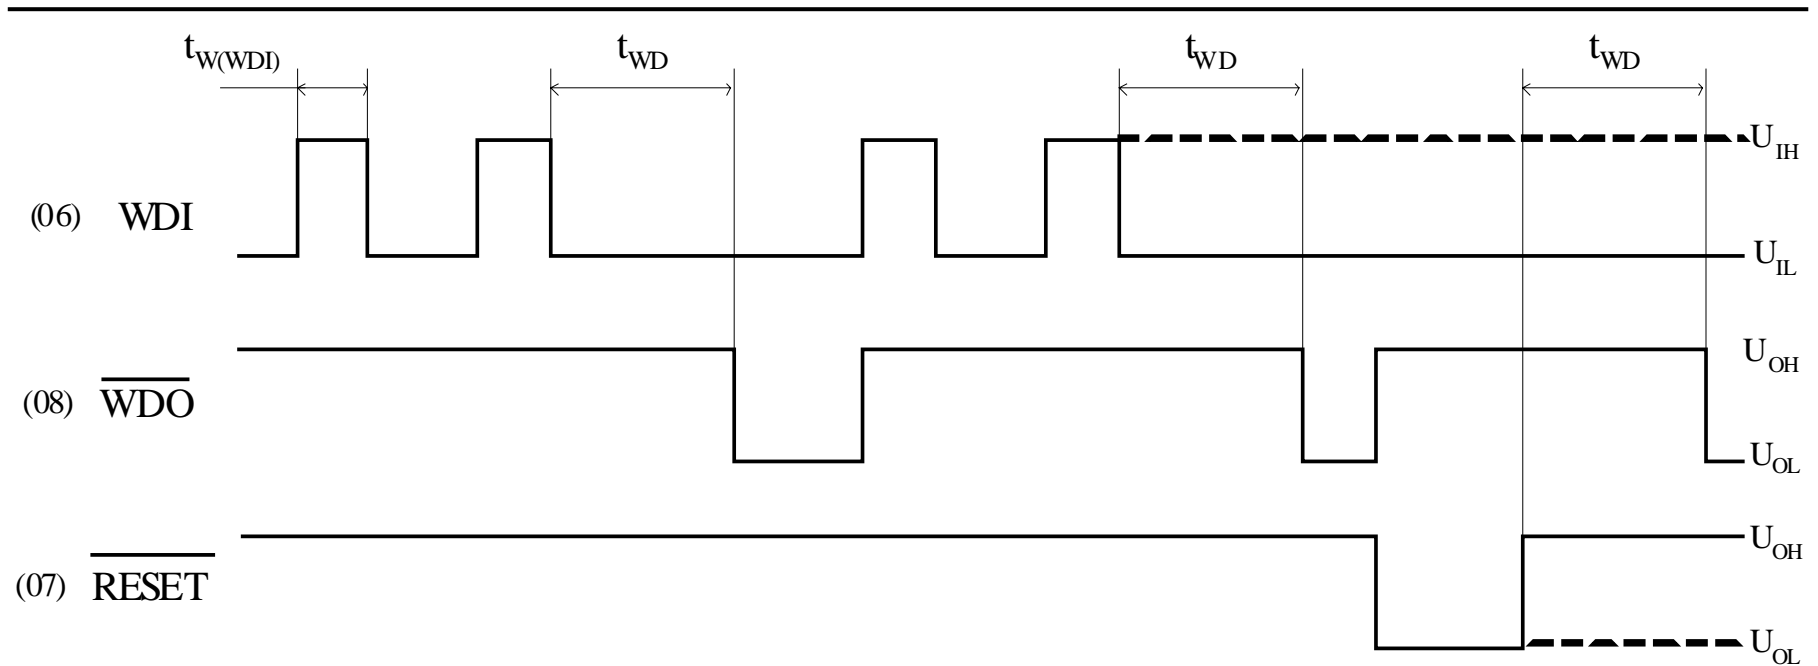 tW(WDI) tWD tWD tWD
UIH
(06) WDI
UIL
UOH
(08) WDO
UOL
UOH
(07) RESET
UOL